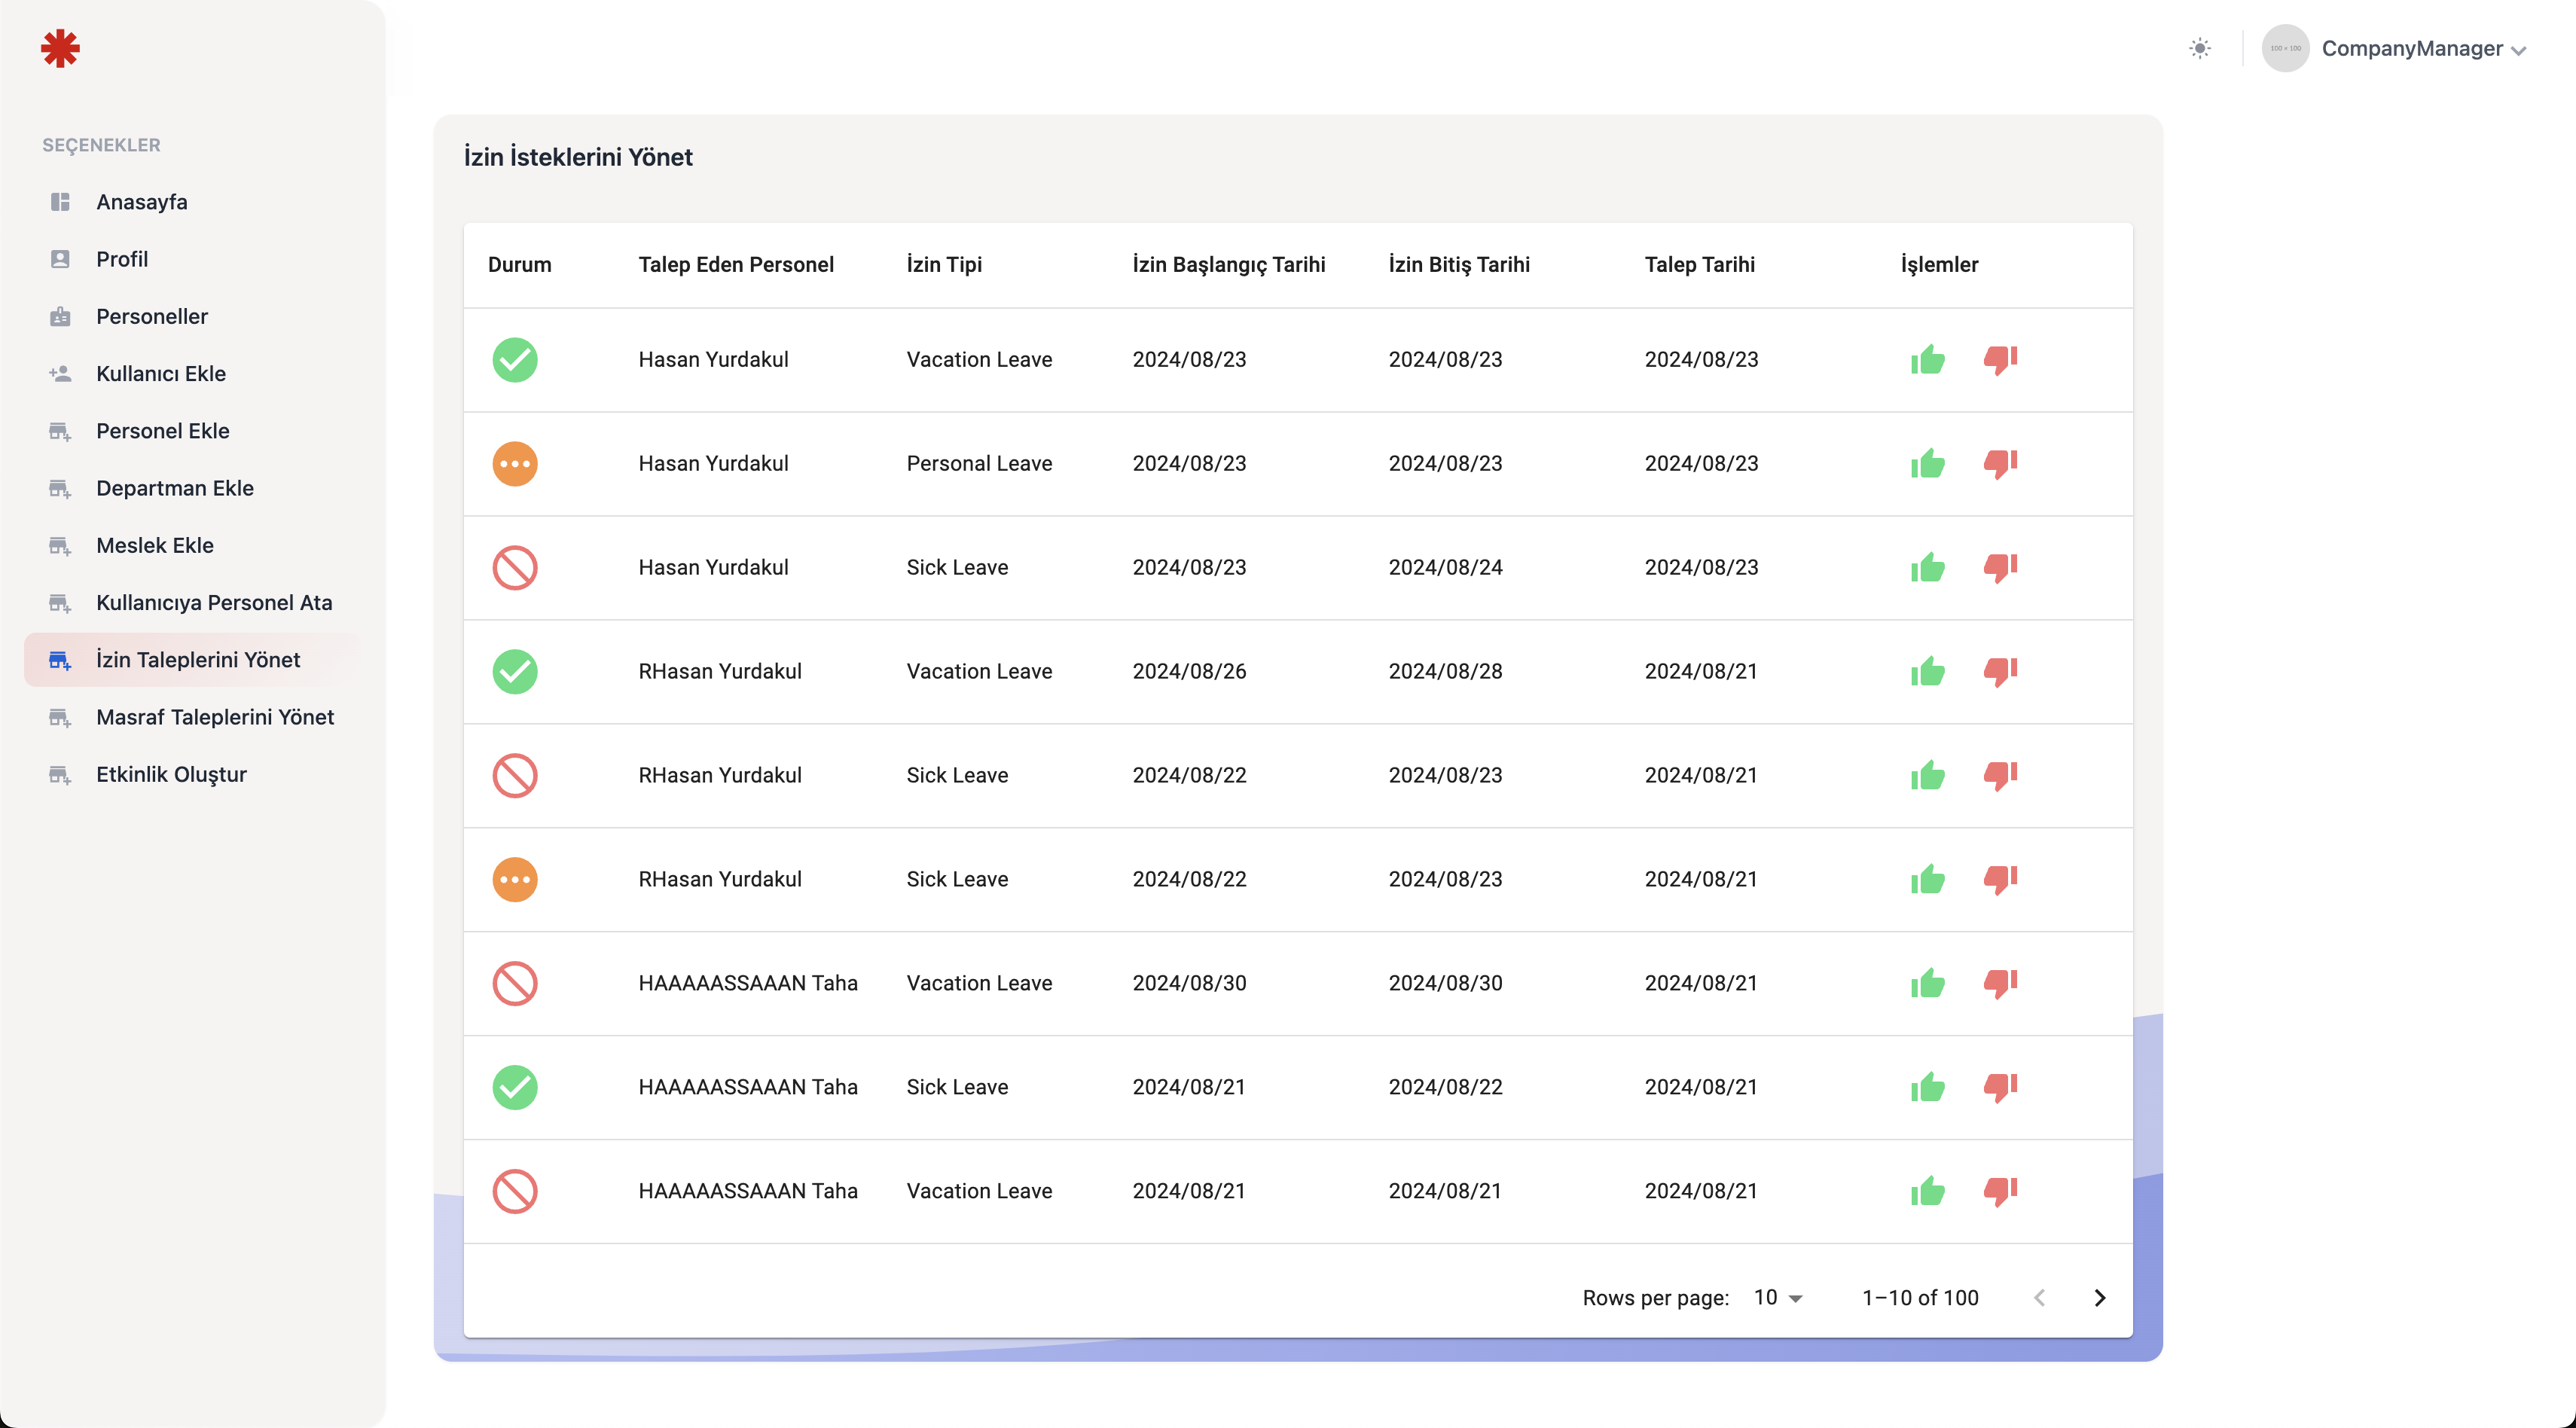 100 × 100
CompanyManager
SEÇENEKLER
Anasayfa
Profil
Personeller
Kullanıcı Ekle
Personel Ekle
Departman Ekle
Meslek Ekle
Kullanıcıya Personel Ata
İzin Taleplerini Yönet
Masraf Taleplerini Yönet
Etkinlik Oluştur
İzin İsteklerini Yönet
Durum Talep Eden Personel İzin Tipi İzin Başlangıç Tarihi İzin Bitiş Tarihi Talep Tarihi İşlemler
Hasan Yurdakul Vacation Leave 2024/08/23 2024/08/23 2024/08/23
Hasan Yurdakul Personal Leave 2024/08/23 2024/08/23 2024/08/23
Hasan Yurdakul Sick Leave 2024/08/23 2024/08/24 2024/08/23
RHasan Yurdakul Vacation Leave 2024/08/26 2024/08/28 2024/08/21
RHasan Yurdakul Sick Leave 2024/08/22 2024/08/23 2024/08/21
RHasan Yurdakul Sick Leave 2024/08/22 2024/08/23 2024/08/21
HAAAAASSAAAN Taha Vacation Leave 2024/08/30 2024/08/30 2024/08/21
HAAAAASSAAAN Taha Sick Leave 2024/08/21 2024/08/22 2024/08/21
HAAAAASSAAAN Taha Vacation Leave 2024/08/21 2024/08/21 2024/08/21
Rows per page: 10 1–10 of 100